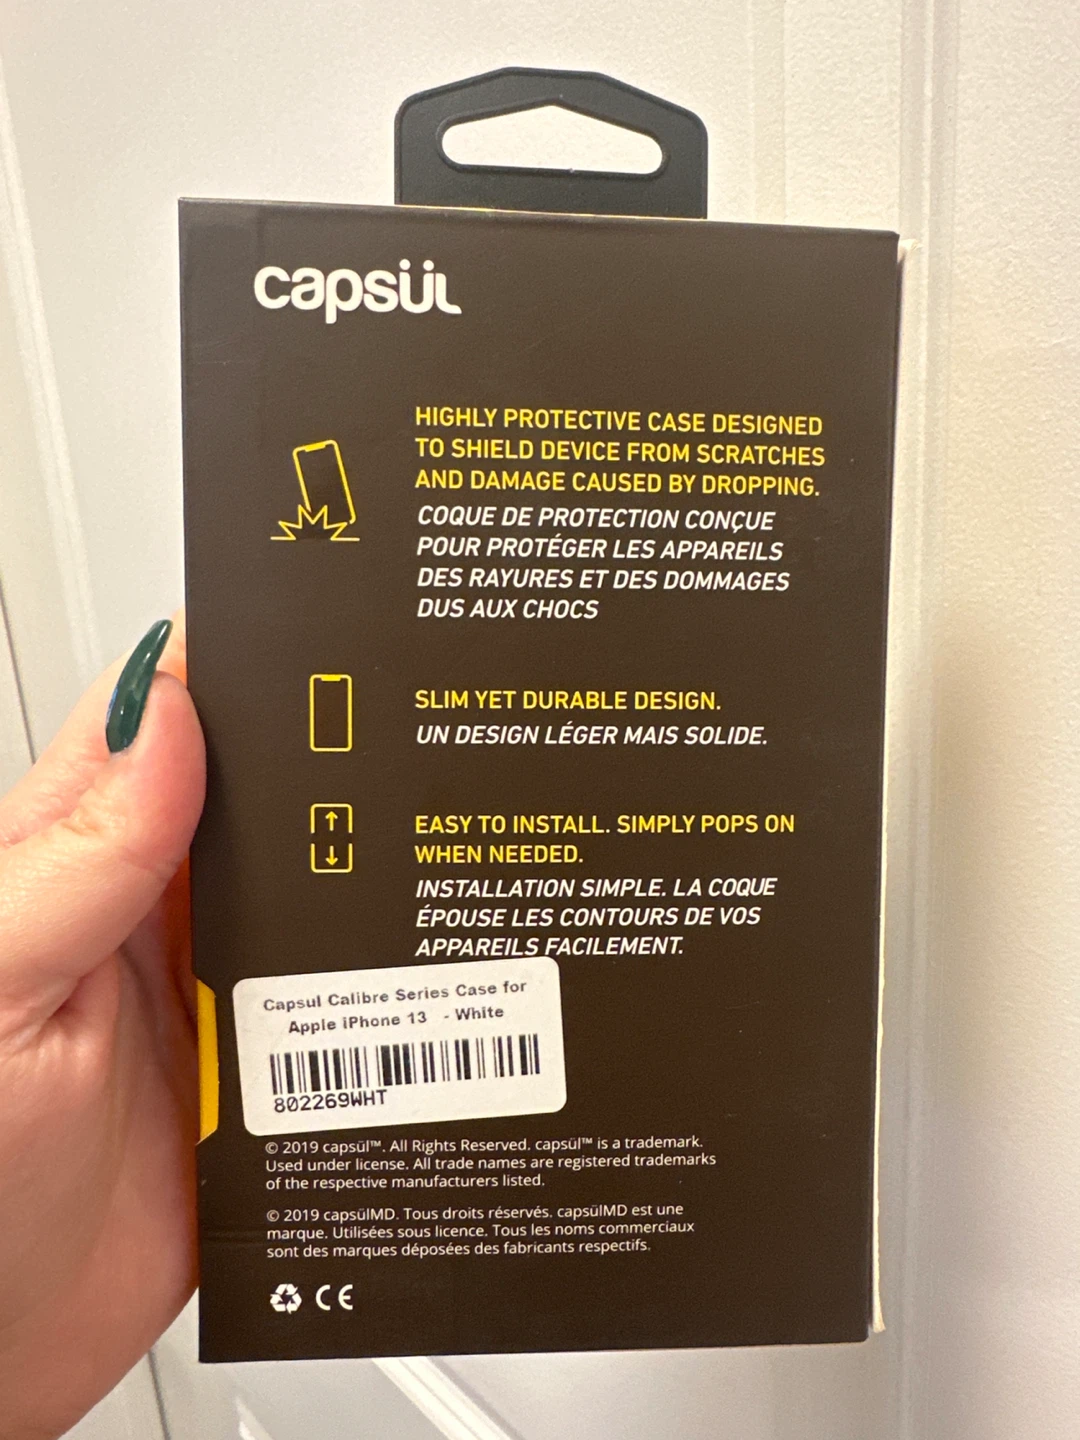 capsül
HIGHLY PROTECTIVE CASE DESIGNED
TO SHIELD DEVICE FROM SCRATCHES
AND DAMAGE CAUSED BY DROPPING.
COQUE DE PROTECTION CONÇUE
POUR PROTÉGER LES APPAREILS
DES RAYURES ET DES DOMMAGES
DUS AUX CHOCS
SLIM YET DURABLE DESIGN.
UN DESIGN LÉGER MAIS SOLIDE.
EASY TO INSTALL. SIMPLY POPS ON
WHEN NEEDED.
INSTALLATION SIMPLE. LA COQUE
ÉPOUSE LES CONTOURS DE VOS
APPAREILS FACILEMENT.
Capsul Calibre Series Case for
Apple iPhone 13 - White
802269WHT
© 2019 capsül™. All Rights Reserved. capsül™ is a trademark.
Used under license. All trade names are registered trademarks
of the respective manufacturers listed.
© 2019 capsülMD. Tous droits réservés. capsülMD est une
marque. Utilisées sous licence. Tous les noms commerciaux
sont des marques déposées des fabricants respectifs.
CE